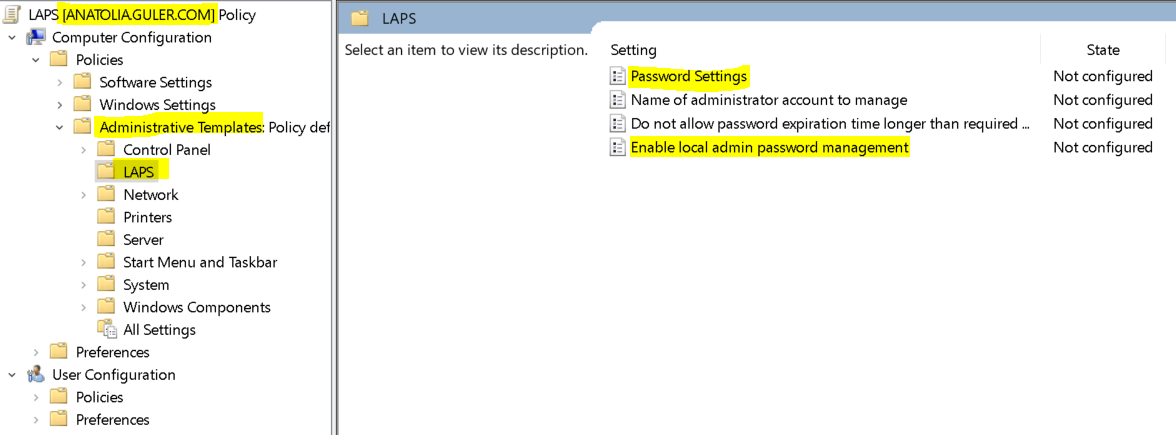 LAPS [ANATOLIA.GULER.COM] Policy
Computer Configuration
Policies
Software Settings
Windows Settings
Administrative Templates: Policy def
Control Panel
LAPS
Network
Printers
Server
Start Menu and Taskbar
System
Windows Components
All Settings
Preferences
User Configuration
Policies
Preferences
LAPS
Select an item to view its description.
Setting State
Password Settings Not configured
Name of administrator account to manage Not configured
Do not allow password expiration time longer than required ... Not configured
Enable local admin password management Not configured